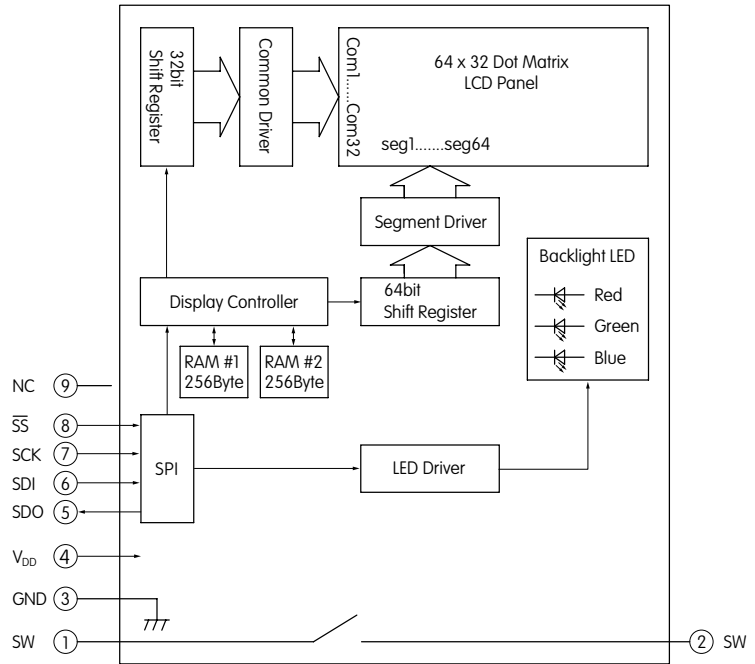 32bit
Shift Register
Common Driver
Com1......Com32
64 x 32 Dot Matrix
LCD Panel
seg1.......seg64
Segment Driver
Display Controller
64bit
Shift Register
Backlight LED
Red
Green
Blue
RAM #1
256Byte
RAM #2
256Byte
NC 9
S̅S̅ 8
SCK 7
SDI 6
SDO 5
SPI
LED Driver
VDD 4
GND 3
SW 1
2 SW